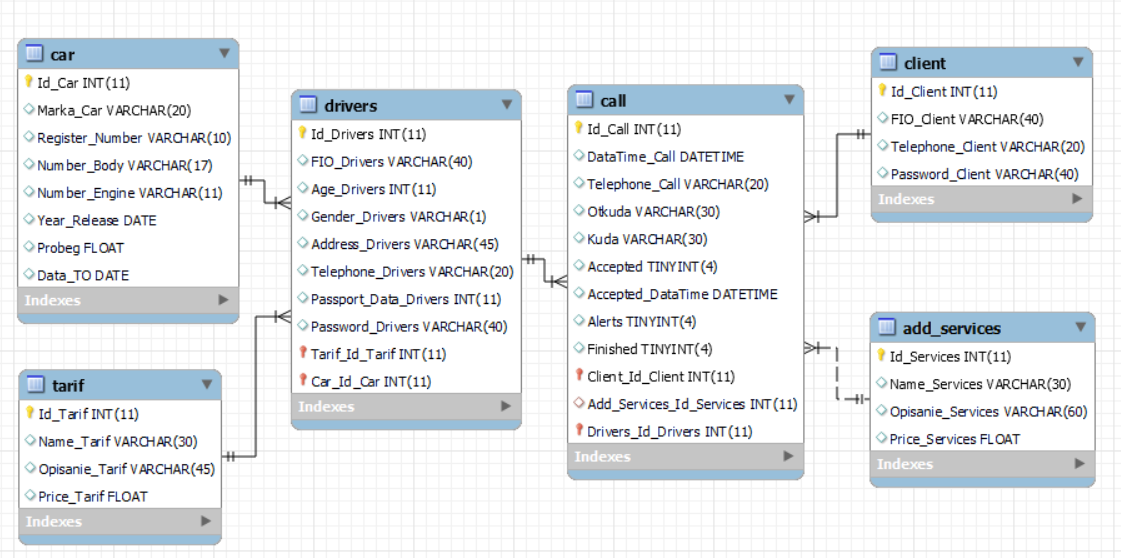 car
Id_Car INT(11)
Marka_Car VARCHAR(20)
Register_Number VARCHAR(10)
Number_Body VARCHAR(17)
Number_Engine VARCHAR(11)
Year_Release DATE
Probeg FLOAT
Data_TO DATE
Indexes
tarif
Id_Tarif INT(11)
Name_Tarif VARCHAR(30)
Opisanie_Tarif VARCHAR(45)
Price_Tarif FLOAT
Indexes
drivers
Id_Drivers INT(11)
FIO_Drivers VARCHAR(40)
Age_Drivers INT(11)
Gender_Drivers VARCHAR(1)
Address_Drivers VARCHAR(45)
Telephone_Drivers VARCHAR(20)
Passport_Data_Drivers INT(11)
Password_Drivers VARCHAR(40)
Tarif_Id_Tarif INT(11)
Car_Id_Car INT(11)
Indexes
call
Id_Call INT(11)
DataTime_Call DATETIME
Telephone_Call VARCHAR(20)
Otkuda VARCHAR(30)
Kuda VARCHAR(30)
Accepted TINYINT(4)
Accepted_DataTime DATETIME
Alerts TINYINT(4)
Finished TINYINT(4)
Client_Id_Client INT(11)
Add_Services_Id_Services INT(11)
Drivers_Id_Drivers INT(11)
Indexes
client
Id_Client INT(11)
FIO_Client VARCHAR(40)
Telephone_Client VARCHAR(20)
Password_Client VARCHAR(40)
Indexes
add_services
Id_Services INT(11)
Name_Services VARCHAR(30)
Opisanie_Services VARCHAR(60)
Price_Services FLOAT
Indexes